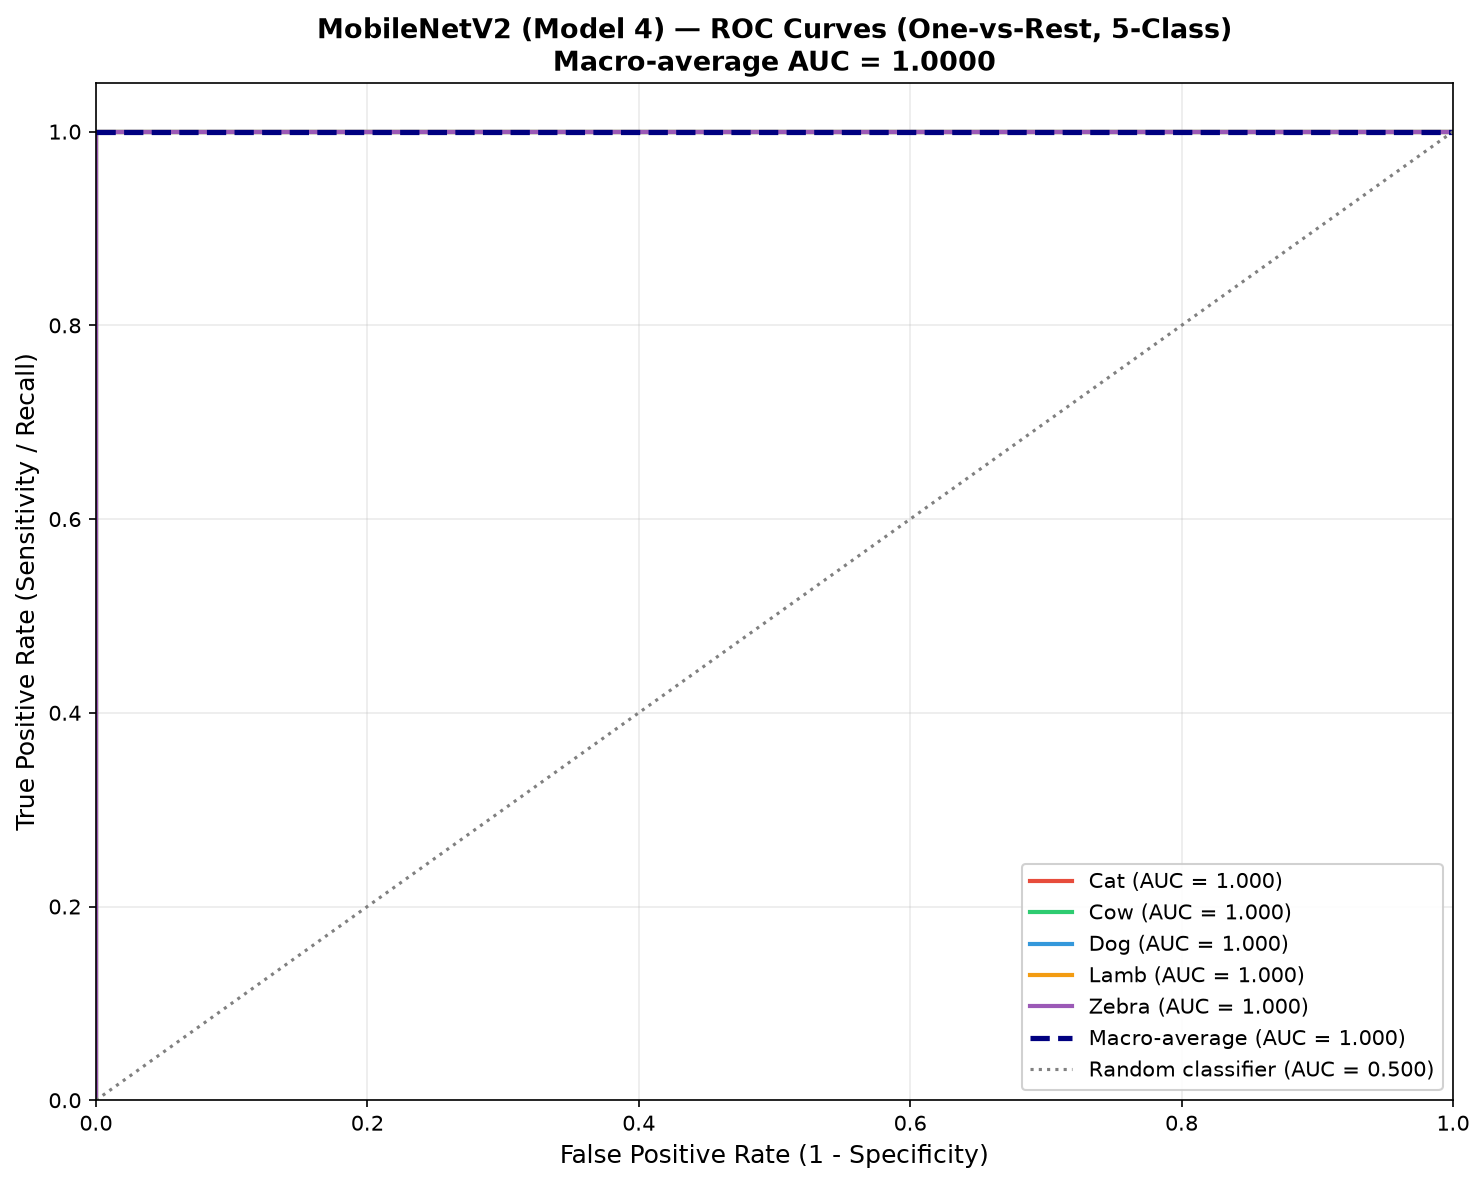 MobileNetV2 (Model 4) — ROC Curves (One-vs-Rest, 5-Class)
Macro-average AUC = 1.0000
True Positive Rate (Sensitivity / Recall)
1.0
0.8
0.6
0.4
0.2
0.0
Cat (AUC = 1.000)
Cow (AUC = 1.000)
Dog (AUC = 1.000)
Lamb (AUC = 1.000)
Zebra (AUC = 1.000)
Macro-average (AUC = 1.000)
Random classifier (AUC = 0.500)
0.0 0.2 0.4 0.6 0.8 1.0
False Positive Rate (1 - Specificity)